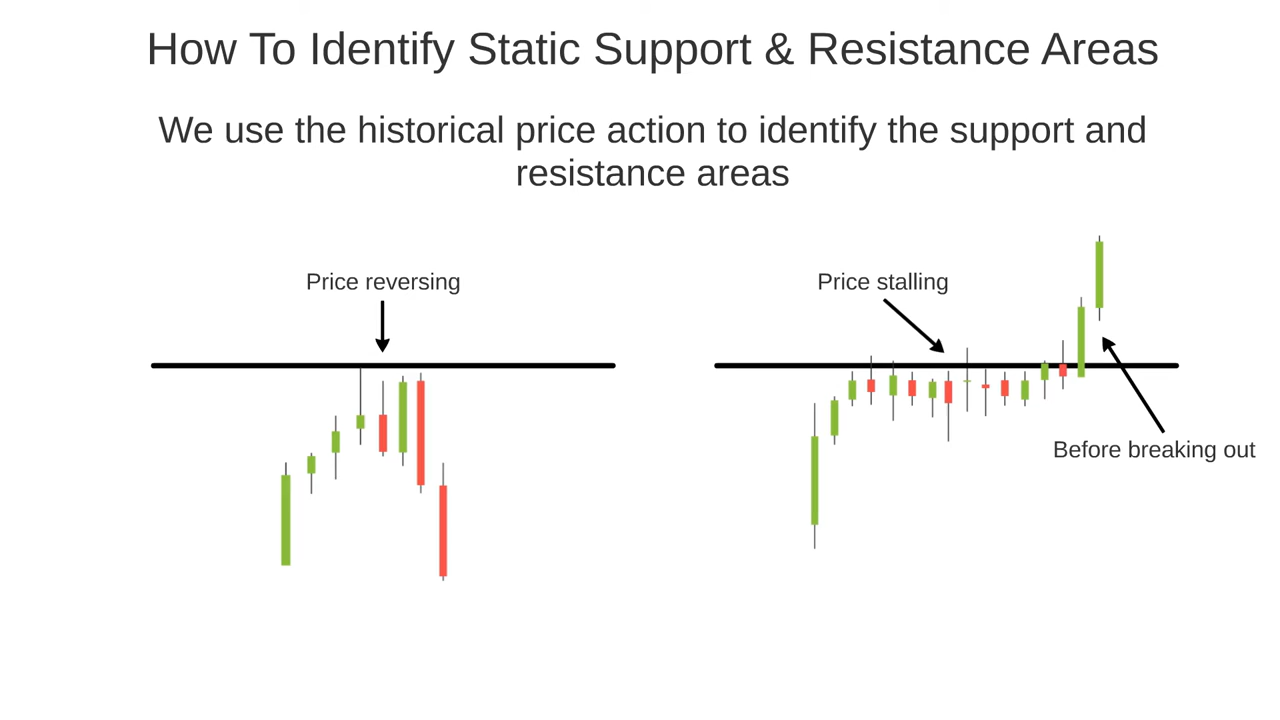 How To Identify Static Support & Resistance Areas
We use the historical price action to identify the support and
resistance areas
Price reversing
Price stalling
Before breaking out